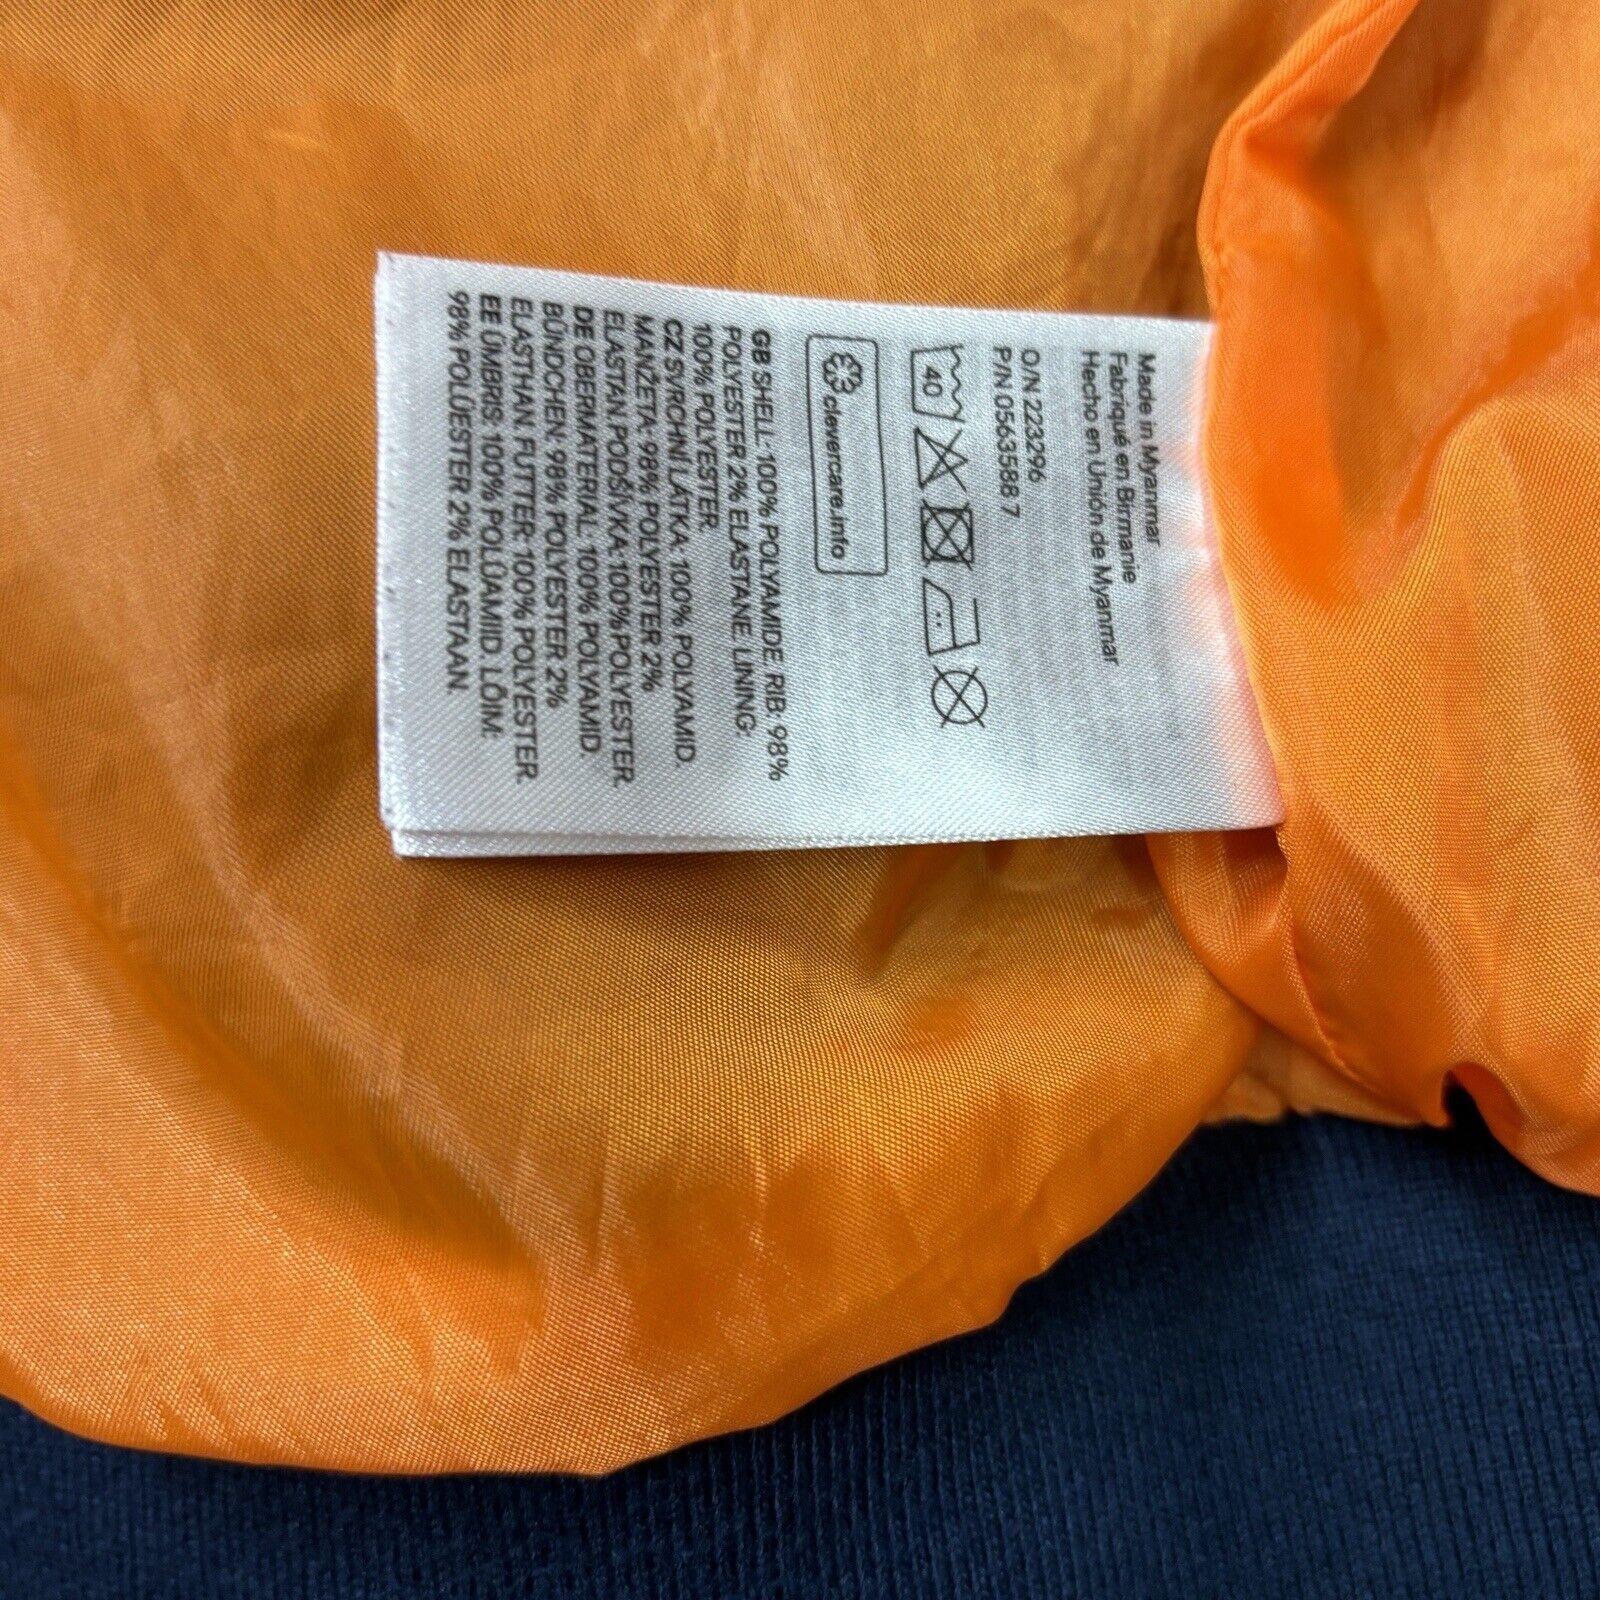 Made in Myanmar
Fabriqué en Birmanie
Hecho en Unión de Myanmar
O/N 223296
P/N 0563588 7
40
clevercare.info
GB SHELL: 100% POLYAMIDE. RIB: 98%
POLYESTER 2% ELASTANE. LINING:
100% POLYESTER.
CZ SVRCHNÍ LÁTKA: 100% POLYAMID.
MANŽETA: 98% POLYESTER 2%
ELASTAN. PODŠÍVKA: 100% POLYESTER.
DE OBERMATERIAL: 100% POLYAMID.
BÜNDCHEN: 98% POLYESTER 2%
ELASTHAN. FUTTER: 100% POLYESTER.
EE ÜMBRIS: 100% POLÜAMIID. LÕIM:
98% POLÜESTER 2% ELASTAAN.